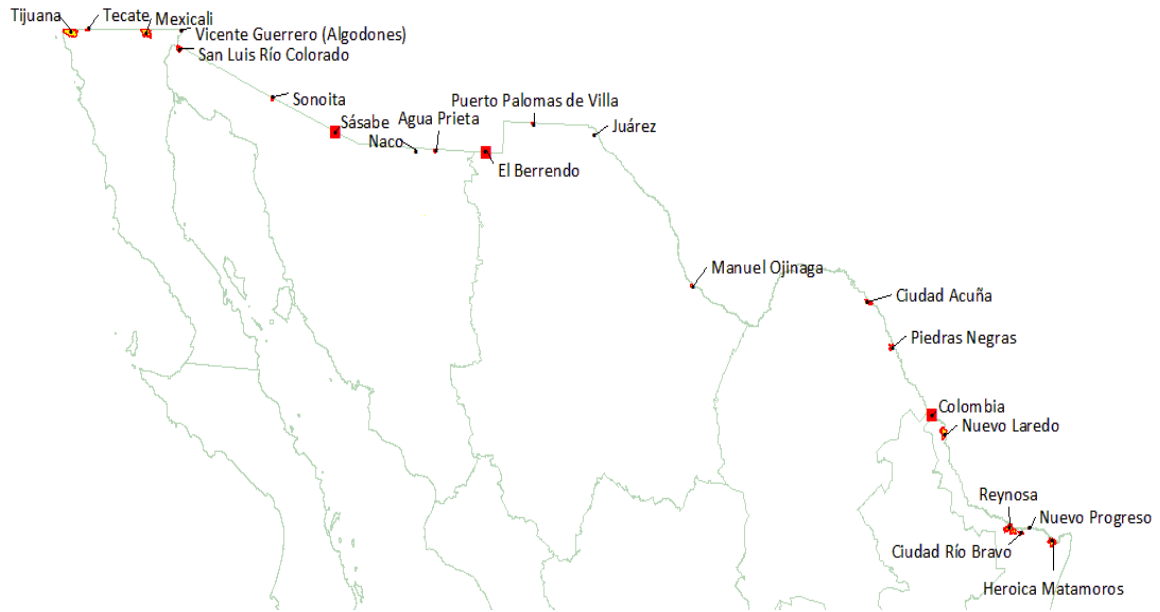 Tijuana
Tecate
Mexicali
Vicente Guerrero (Algodones)
San Luis Río Colorado
Sonoita
Sásabe
Naco
Agua Prieta
Puerto Palomas de Villa
Juárez
El Berrendo
Manuel Ojinaga
Ciudad Acuña
Piedras Negras
Colombia
Nuevo Laredo
Reynosa
Nuevo Progreso
Ciudad Río Bravo
Heroica Matamoros